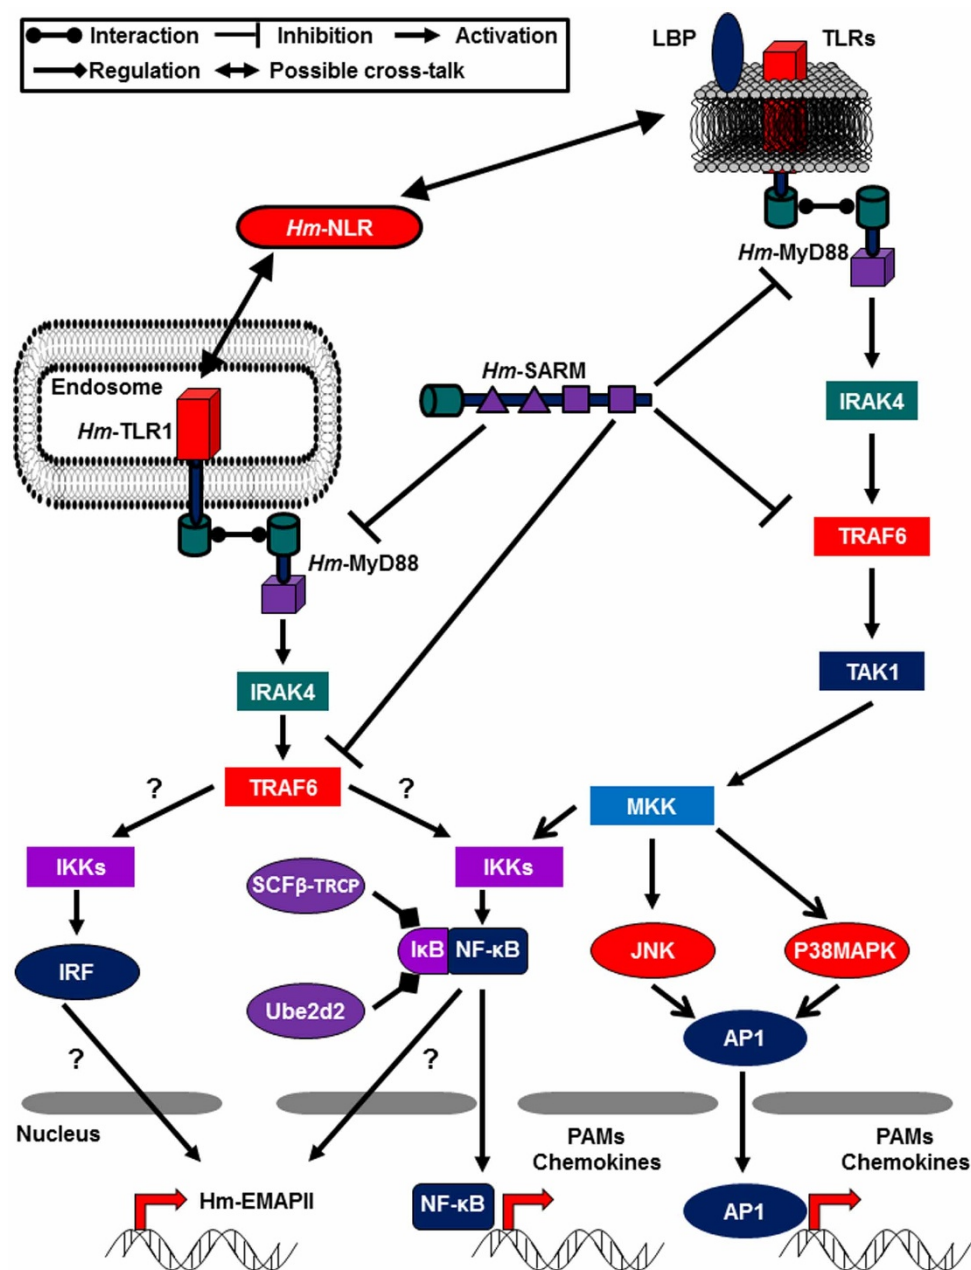 Interaction
Inhibition
Activation
Regulation
Possible cross-talk
LBP
TLRs
Hm-NLR
Hm-MyD88
Endosome
Hm-TLR1
Hm-SARM
IRAK4
TRAF6
Hm-MyD88
IRAK4
TAK1
TRAF6
?
?
MKK
IKKs
IKKs
SCFβ-TRCP
IκB
NF-κB
JNK
P38MAPK
IRF
Ube2d2
AP1
?
?
Nucleus
PAMs
Chemokines
PAMs
Chemokines
Hm-EMAPII
NF-κB
AP1